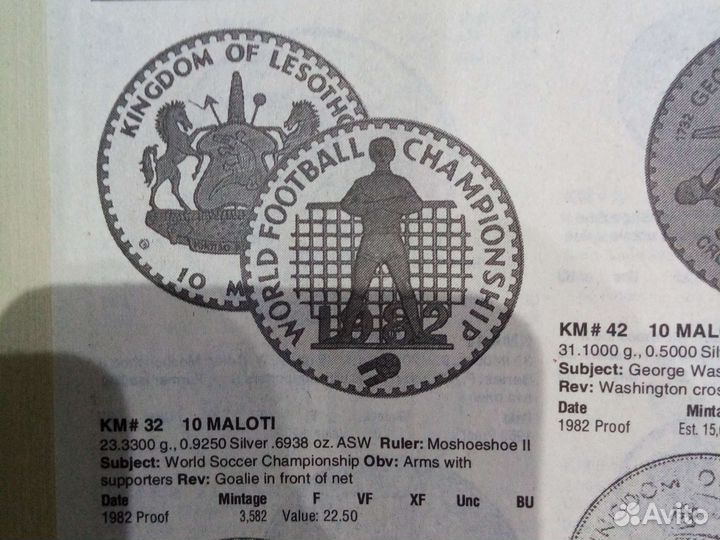 KINGDOM OF LESOTHO
10 M
WORLD FOOTBALL CHAMPIONSHIP
1982
1792 GEO
KM# 32 10 MALOTI
23.3300 g., 0.9250 Silver .6938 oz. ASW Ruler: Moshoeshoe II
Subject: World Soccer Championship Obv: Arms with
supporters Rev: Goalie in front of net
Date Mintage F VF XF Unc BU
1982 Proof 3,582 Value: 22.50
KM# 42 10 MAL
31.1000 g., 0.5000 Sil
Subject: George Was
Rev: Washington cros
Date Minta
1982 Proof Est. 15,
Avito